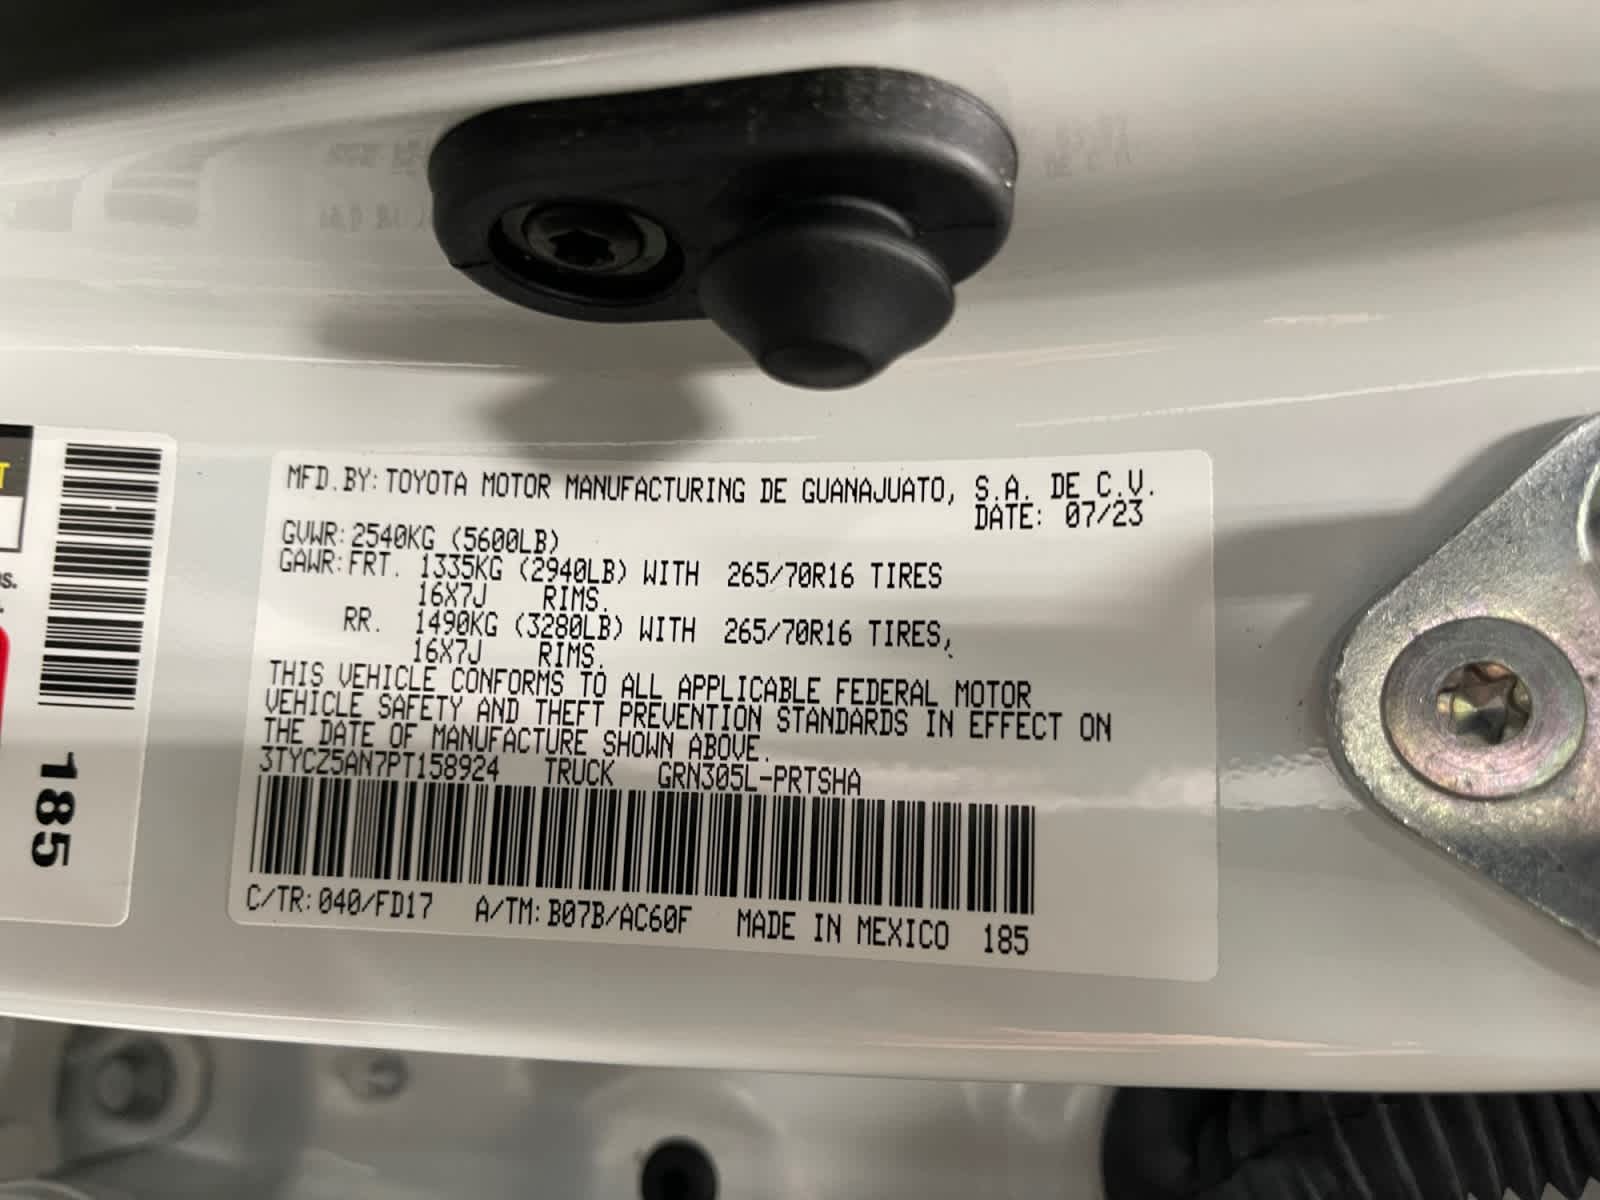 MFD.BY: TOYOTA MOTOR MANUFACTURING DE GUANAJUATO, S.A. DE C.V.
DATE: 07/23
GVWR: 2540KG (5600LB)
GAWR: FRT. 1335KG (2940LB) WITH 265/70R16 TIRES
16X7J RIMS.
RR. 1490KG (3280LB) WITH 265/70R16 TIRES,
16X7J RIMS.
THIS VEHICLE CONFORMS TO ALL APPLICABLE FEDERAL MOTOR
VEHICLE SAFETY AND THEFT PREVENTION STANDARDS IN EFFECT ON
THE DATE OF MANUFACTURE SHOWN ABOVE.
3TYCZ5AN7PT158924 TRUCK GRN305L-PRTSHA
C/TR: 040/FD17 A/TM: B07B/AC60F MADE IN MEXICO 185
185